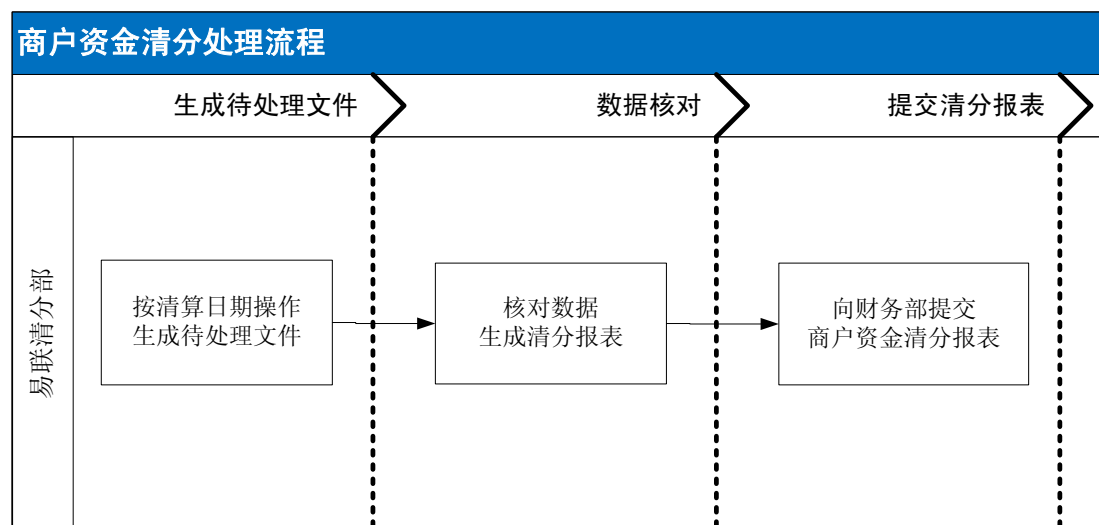 商户资金清分处理流程
生成待处理文件
数据核对
提交清分报表
易联清分部
按清算日期操作
生成待处理文件
核对数据
生成清分报表
向财务部提交
商户资金清分报表